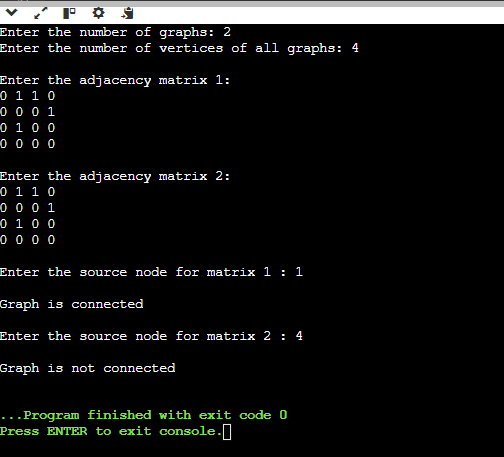 Enter the number of graphs: 2
Enter the number of vertices of all graphs: 4
Enter the adjacency matrix 1:
0 1 1 0
0 0 0 1
0 1 0 0
0 0 0 0
Enter the adjacency matrix 2:
0 1 1 0
0 0 0 1
0 1 0 0
0 0 0 0
Enter the source node for matrix 1 : 1
Graph is connected
Enter the source node for matrix 2 : 4
Graph is not connected
...Program finished with exit code 0
Press ENTER to exit console.